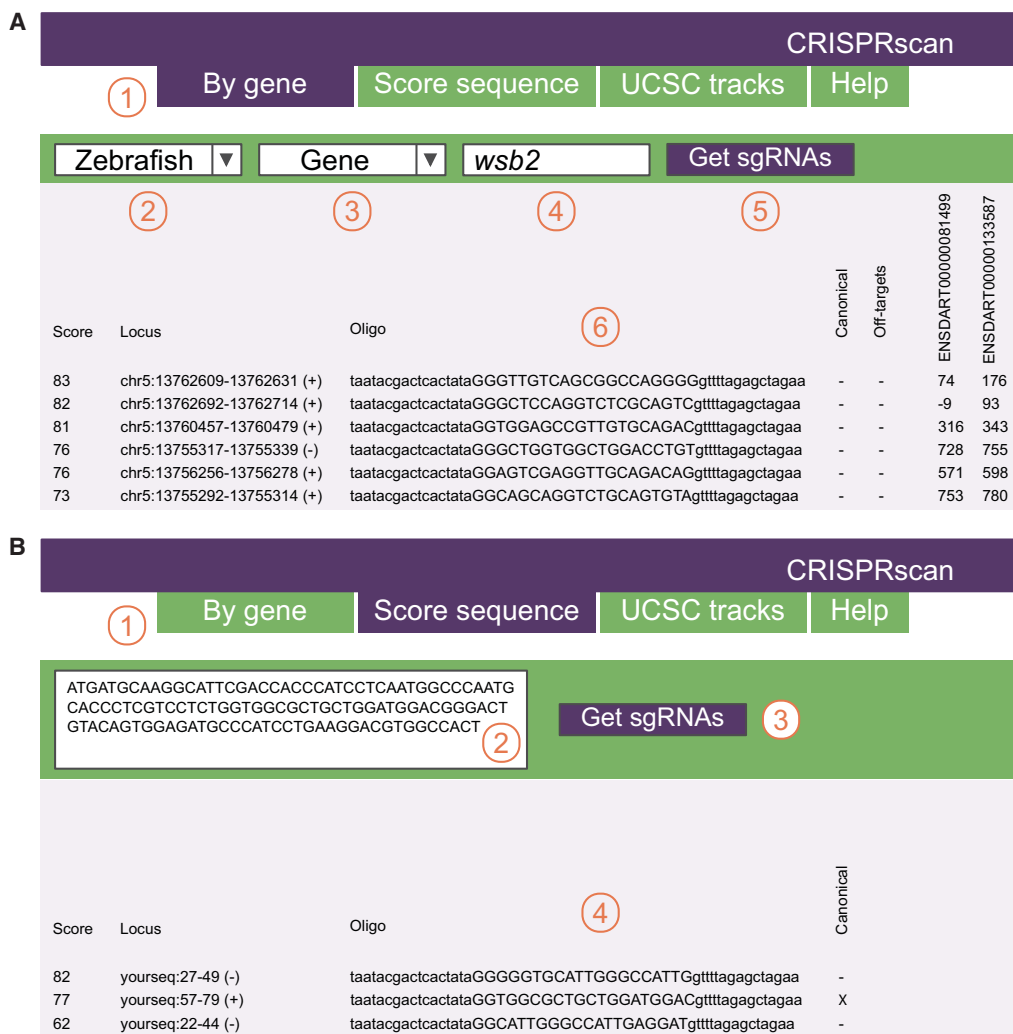 A
CRISPRscan
1 By gene Score sequence UCSC tracks Help
Zebrafish ▼ Gene ▼ wsb2 Get sgRNAs
2 3 4 5
Score Locus Oligo 6 Canonical Off-targets ENSDART00000081499 ENSDART00000133587
83 chr5:13762609-13762631 (+) taatacgactcactataGGGTTGTCAGCGGCCAGGGGgttttagagctagaa - - 74 176
82 chr5:13762692-13762714 (+) taatacgactcactataGGGCTCCAGGTCTCGCAGTCgttttagagctagaa - - -9 93
81 chr5:13760457-13760479 (+) taatacgactcactataGGTGGAGCCGTTGTGCAGACgttttagagctagaa - - 316 343
76 chr5:13755317-13755339 (-) taatacgactcactataGGGCTGGTGGCTGGACCTGTgttttagagctagaa - - 728 755
76 chr5:13756256-13756278 (+) taatacgactcactataGGAGTCGAGGTTGCAGACAGgttttagagctagaa - - 571 598
73 chr5:13755292-13755314 (+) taatacgactcactataGGCAGCAGGTCTGCAGTGTAgttttagagctagaa - - 753 780
B
CRISPRscan
1 By gene Score sequence UCSC tracks Help
ATGATGCAAGGCATTCGACCACCCATCCTCAATGGCCCAATG
CACCCTCGTCCTCTGGTGGCGCTGCTGGATGGACGGGACT
GTACAGTGGAGATGCCCATCCTGAAGGACGTGGCCACT 2
Get sgRNAs 3
Score Locus Oligo 4 Canonical
82 yourseq:27-49 (-) taatacgactcactataGGGGGTGCATTGGGCCATTGgttttagagctagaa -
77 yourseq:57-79 (+) taatacgactcactataGGTGGCGCTGCTGGATGGACgttttagagctagaa X
62 yourseq:22-44 (-) taatacgactcactataGGCATTGGGCCATTGAGGATgttttagagctagaa -